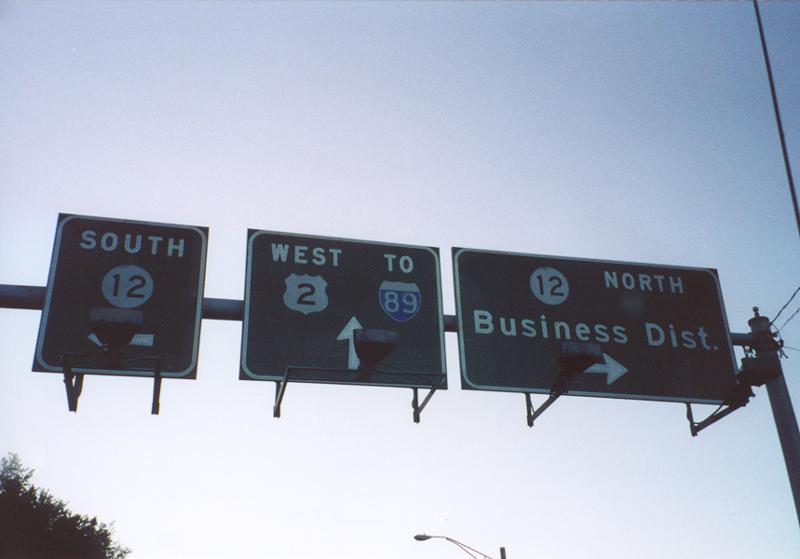 SOUTH
12
WEST TO
2 89
12 NORTH
Business Dist.